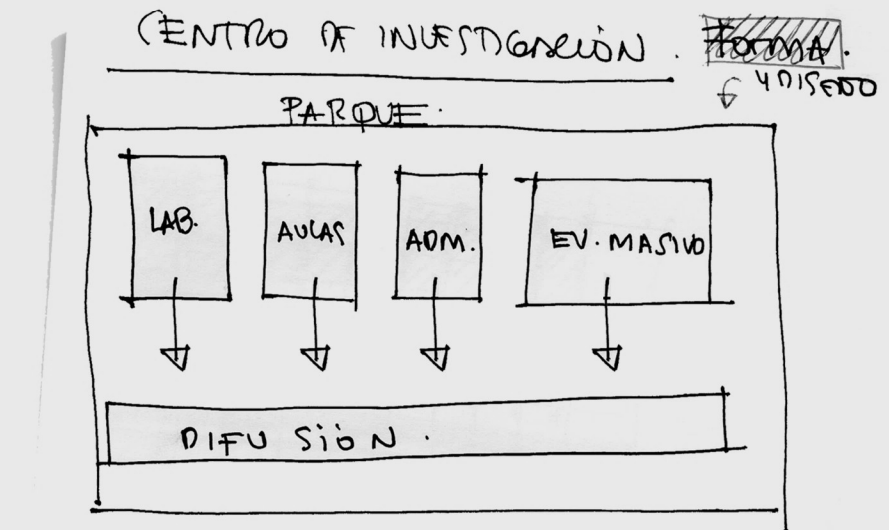 CENTRO DE INVESTIGACIÓN. FORMA.
Y DISEÑO
PARQUE.
LAB.
AULAS
ADM.
EV. MASIVO
DIFUSIÓN.